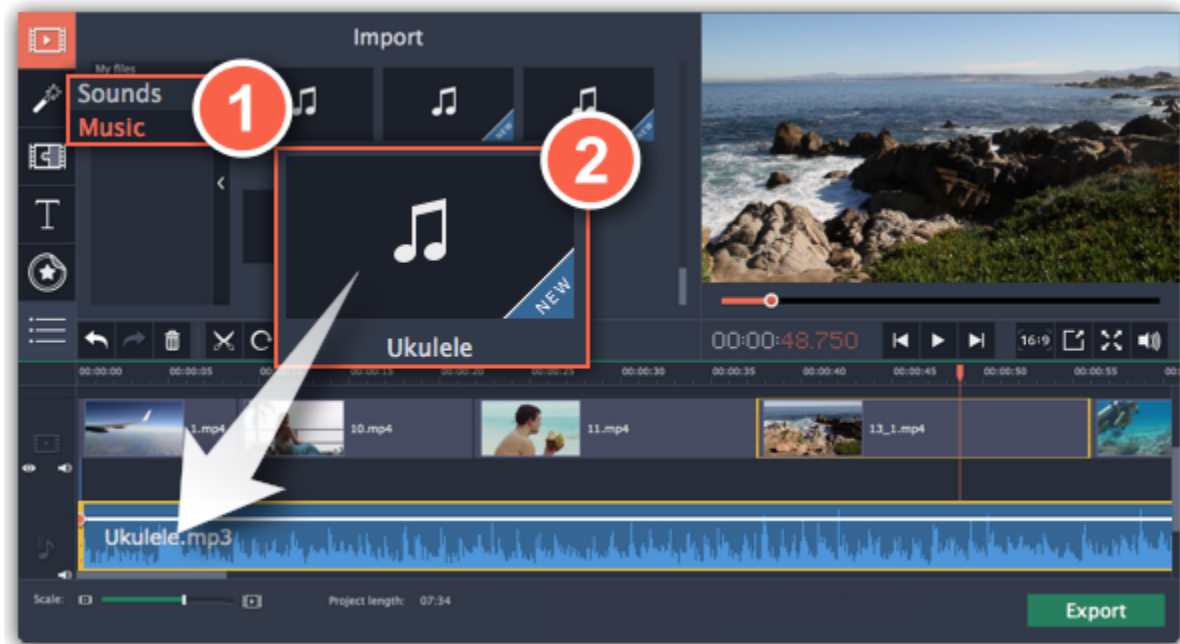 Import
My files
Sounds
Music
1
NEW
NEW
2
T
NEW
Ukulele
00:00:48.750
16:9
00:00:00 00:00:05 00:00:15 00:00:20 00:00:25 00:00:30 00:00:35 00:00:40 00:00:45 00:00:50 00:00:55
1.mp4 10.mp4 11.mp4 13_1.mp4
Ukulele.mp3
Scale: Project length: 07:34
Export